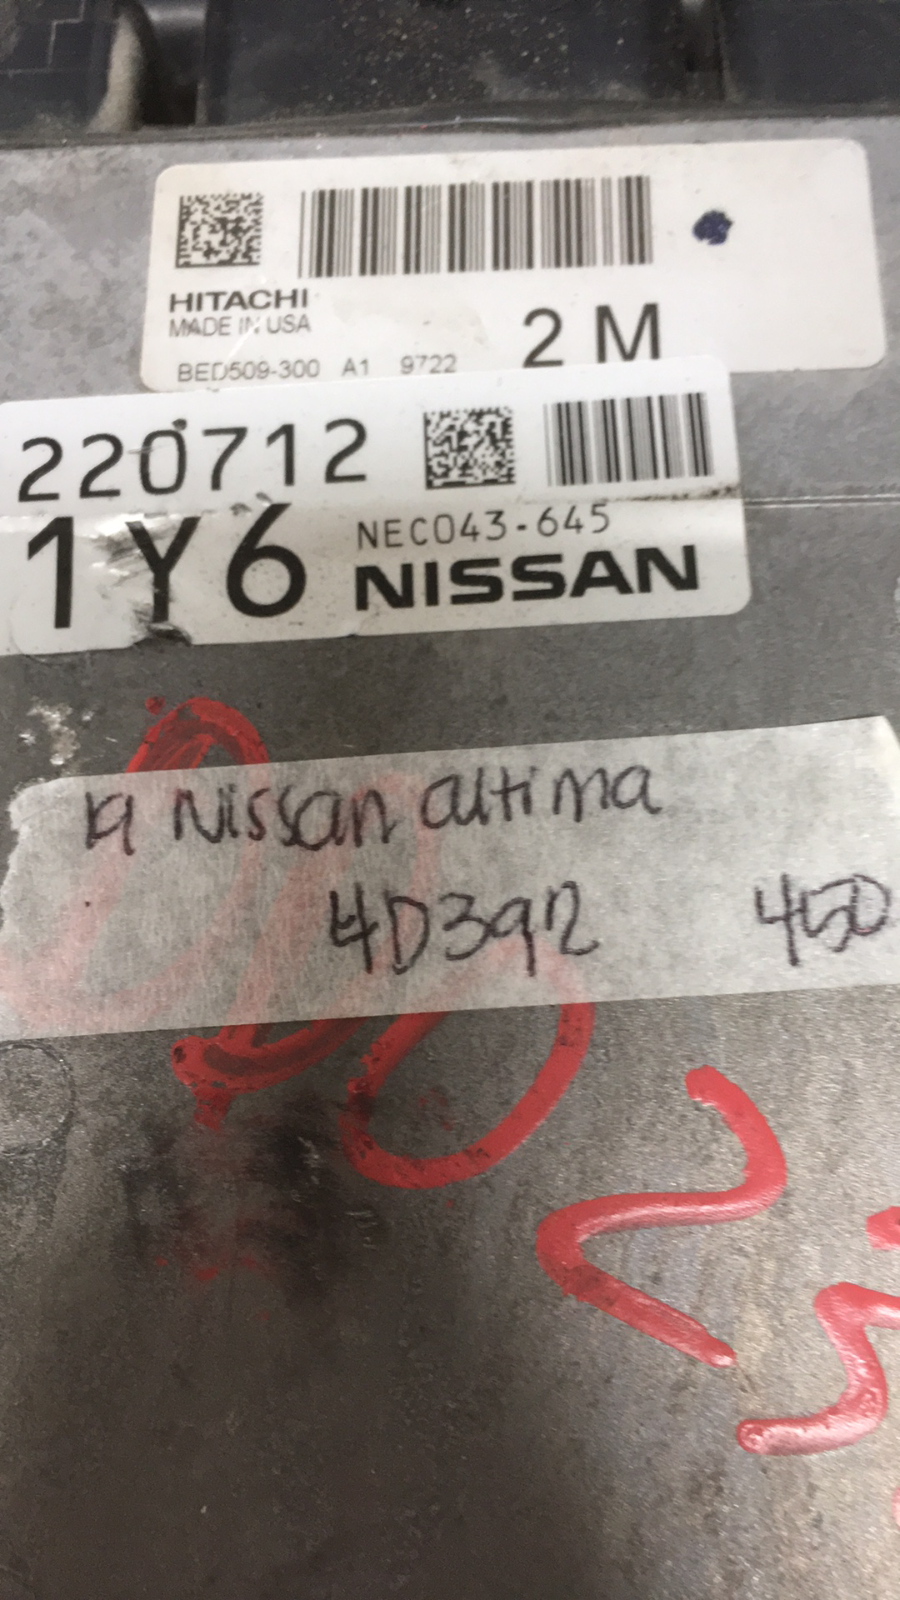 HITACHI
MADE IN USA
BED509-300 A1 9722 2 M
220712
1Y6 NEC043-645
NISSAN
19 Nissan altima
4D392 450